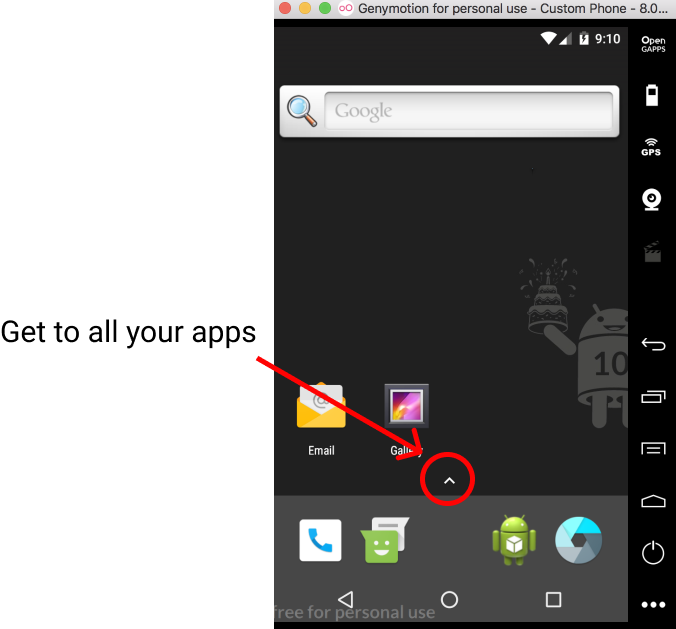 Genymotion for personal use - Custom Phone - 8.0...
9:10
Open
GAPPS
Google
GPS
10
Get to all your apps
@
Email
Gallery
free for personal use